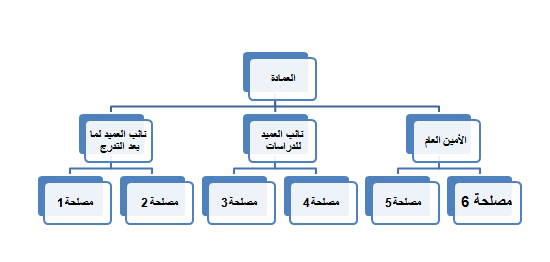 العمادة
الأمين العام
نائب العميد
للدراسات
نائب العميد لما
بعد التدرج
مصلحة 6
مصلحة 5
مصلحة 4
مصلحة 3
مصلحة 2
مصلحة 1